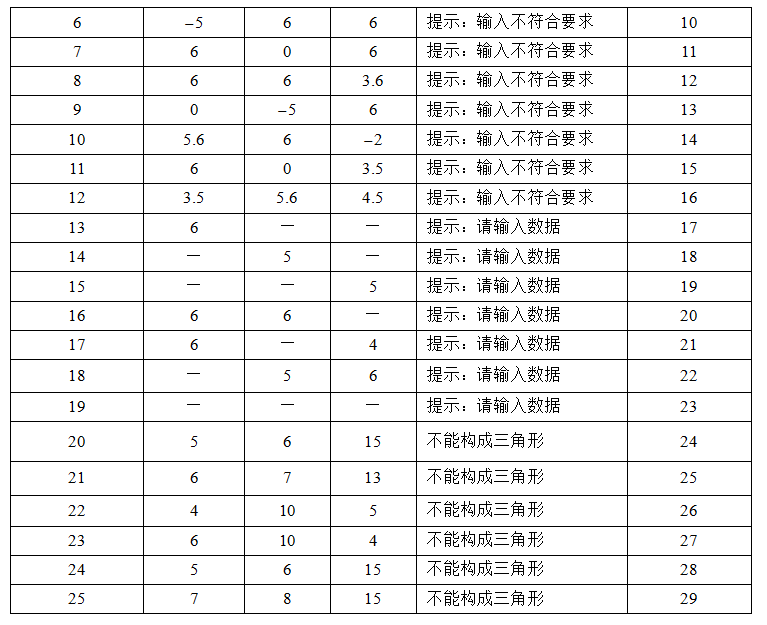 6 –5 6 6 提示：输入不符合要求 10
7 6 0 6 提示：输入不符合要求 11
8 6 6 3.6 提示：输入不符合要求 12
9 0 –5 6 提示：输入不符合要求 13
10 5.6 6 –2 提示：输入不符合要求 14
11 6 0 3.5 提示：输入不符合要求 15
12 3.5 5.6 4.5 提示：输入不符合要求 16
13 6 — — 提示：请输入数据 17
14 — 5 — 提示：请输入数据 18
15 — — 5 提示：请输入数据 19
16 6 6 — 提示：请输入数据 20
17 6 — 4 提示：请输入数据 21
18 — 5 6 提示：请输入数据 22
19 — — — 提示：请输入数据 23
20 5 6 15 不能构成三角形 24
21 6 7 13 不能构成三角形 25
22 4 10 5 不能构成三角形 26
23 6 10 4 不能构成三角形 27
24 5 6 15 不能构成三角形 28
25 7 8 15 不能构成三角形 29